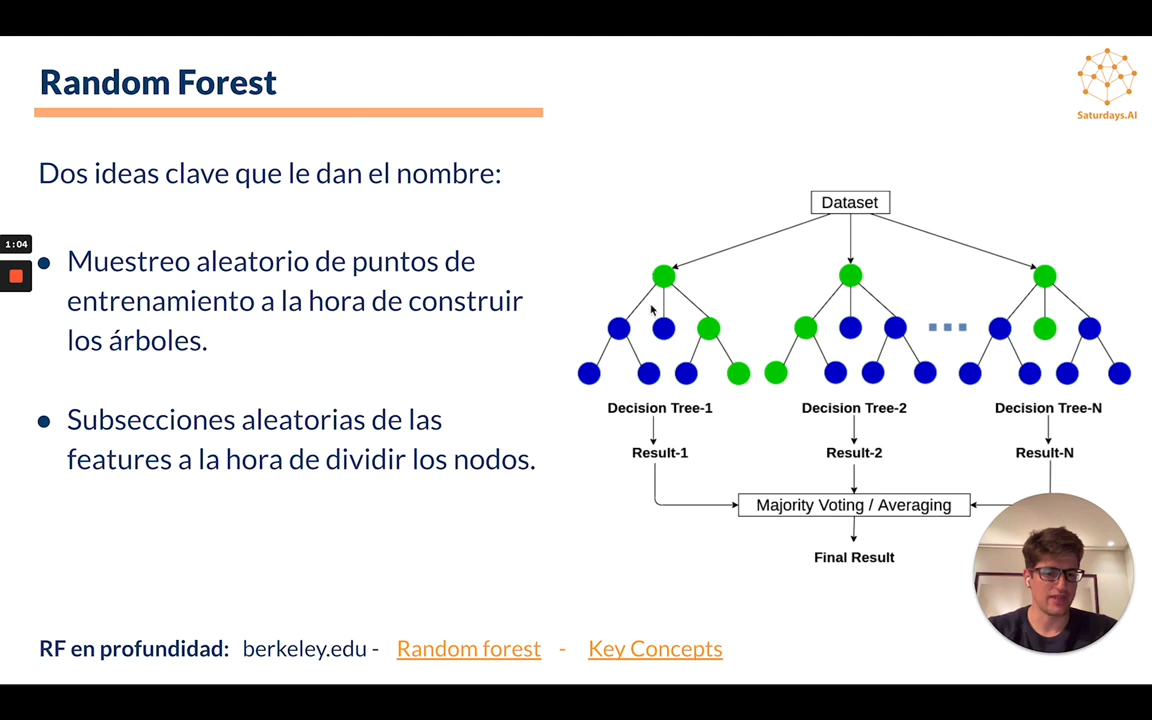 Random Forest
Saturdays.AI
Dos ideas clave que le dan el nombre:
1:04
● Muestreo aleatorio de puntos de
entrenamiento a la hora de construir
los árboles.
● Subsecciones aleatorias de las
features a la hora de dividir los nodos.
Dataset
Decision Tree-1 Decision Tree-2 Decision Tree-N
Result-1 Result-2 Result-N
Majority Voting / Averaging
Final Result
RF en profundidad: berkeley.edu - Random forest - Key Concepts